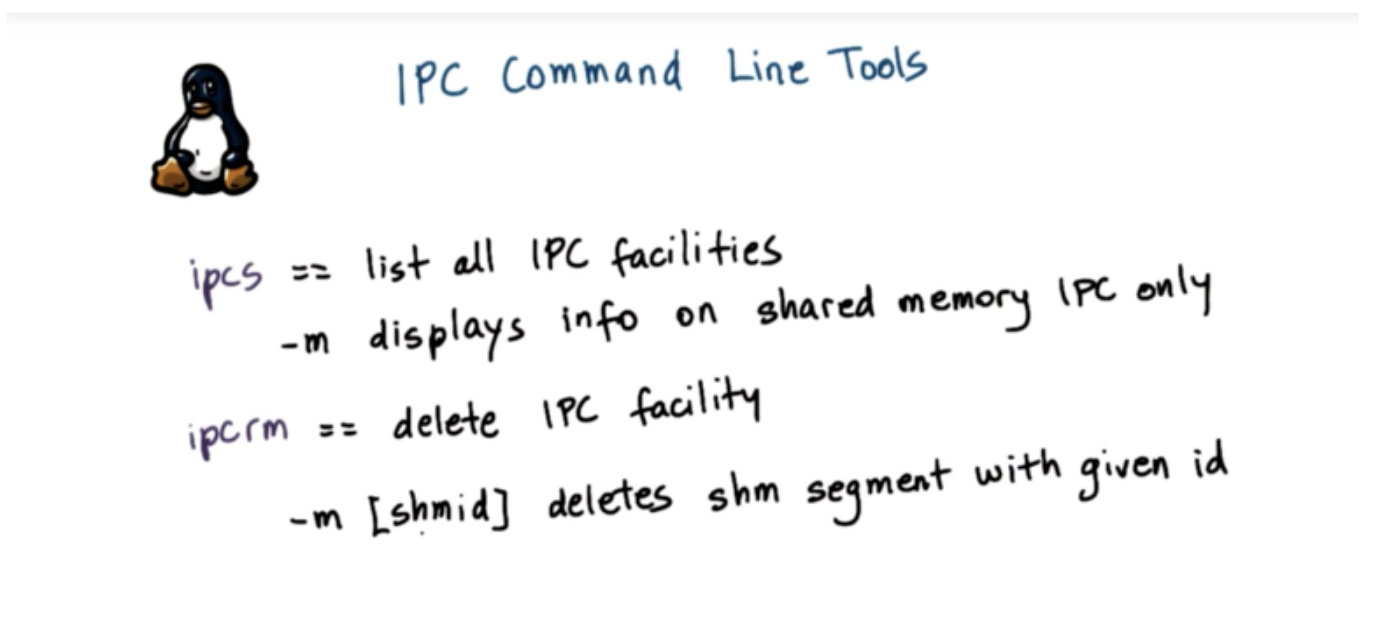 IPC Command Line Tools
ipcs == list all IPC facilities
-m displays info on shared memory IPC only
ipcrm == delete IPC facility
-m [shmid] deletes shm segment with given id